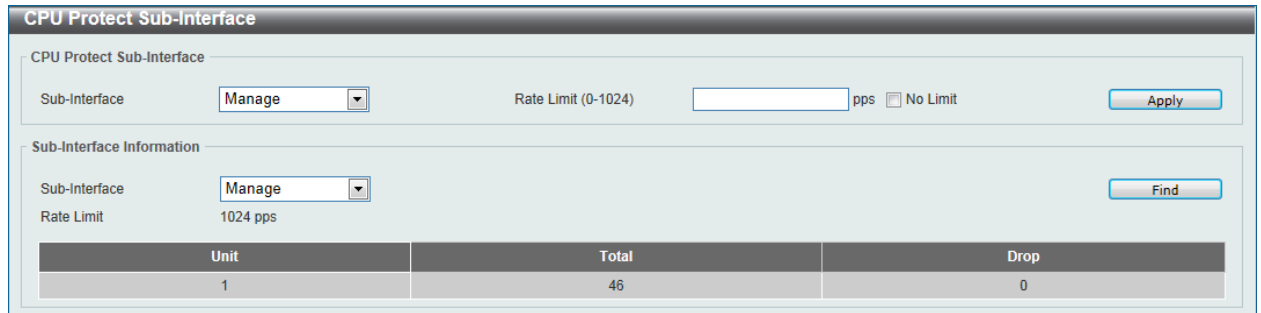 CPU Protect Sub-Interface
CPU Protect Sub-Interface
Sub-Interface Manage Rate Limit (0-1024) pps No Limit Apply
Sub-Interface Information
Sub-Interface Manage Find
Rate Limit 1024 pps
Unit Total Drop
1 46 0